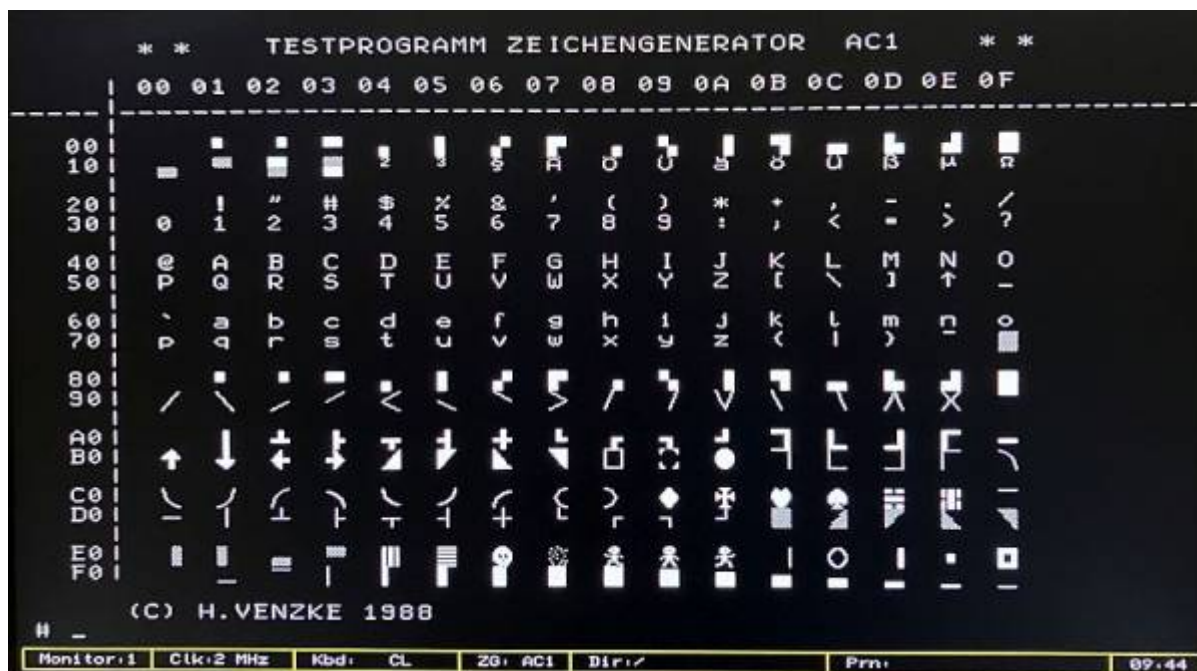 * * TESTPROGRAMM ZEICHENGENERATOR AC1 * *
00 01 02 03 04 05 06 07 08 09 0A 0B 0C 0D 0E 0F
00
10 2 3 § Ä Ö Ü ä ö ü β µ Ω
20 ! " # $ % & ' ( ) * + , - . /
30 0 1 2 3 4 5 6 7 8 9 : ; < = > ?
40 @ A B C D E F G H I J K L M N O
50 P Q R S T U V W X Y Z [ \ ] ↑ _
60 ` a b c d e f g h i j k l m n o
70 p q r s t u v w x y z { | }
80
90
A0
B0
C0
D0
E0
F0
(C) H.VENZKE 1988
# _
Monitor:1 Clk:2 MHz Kbd: CL ZG: AC1 Dir:/ Prn: 09:44